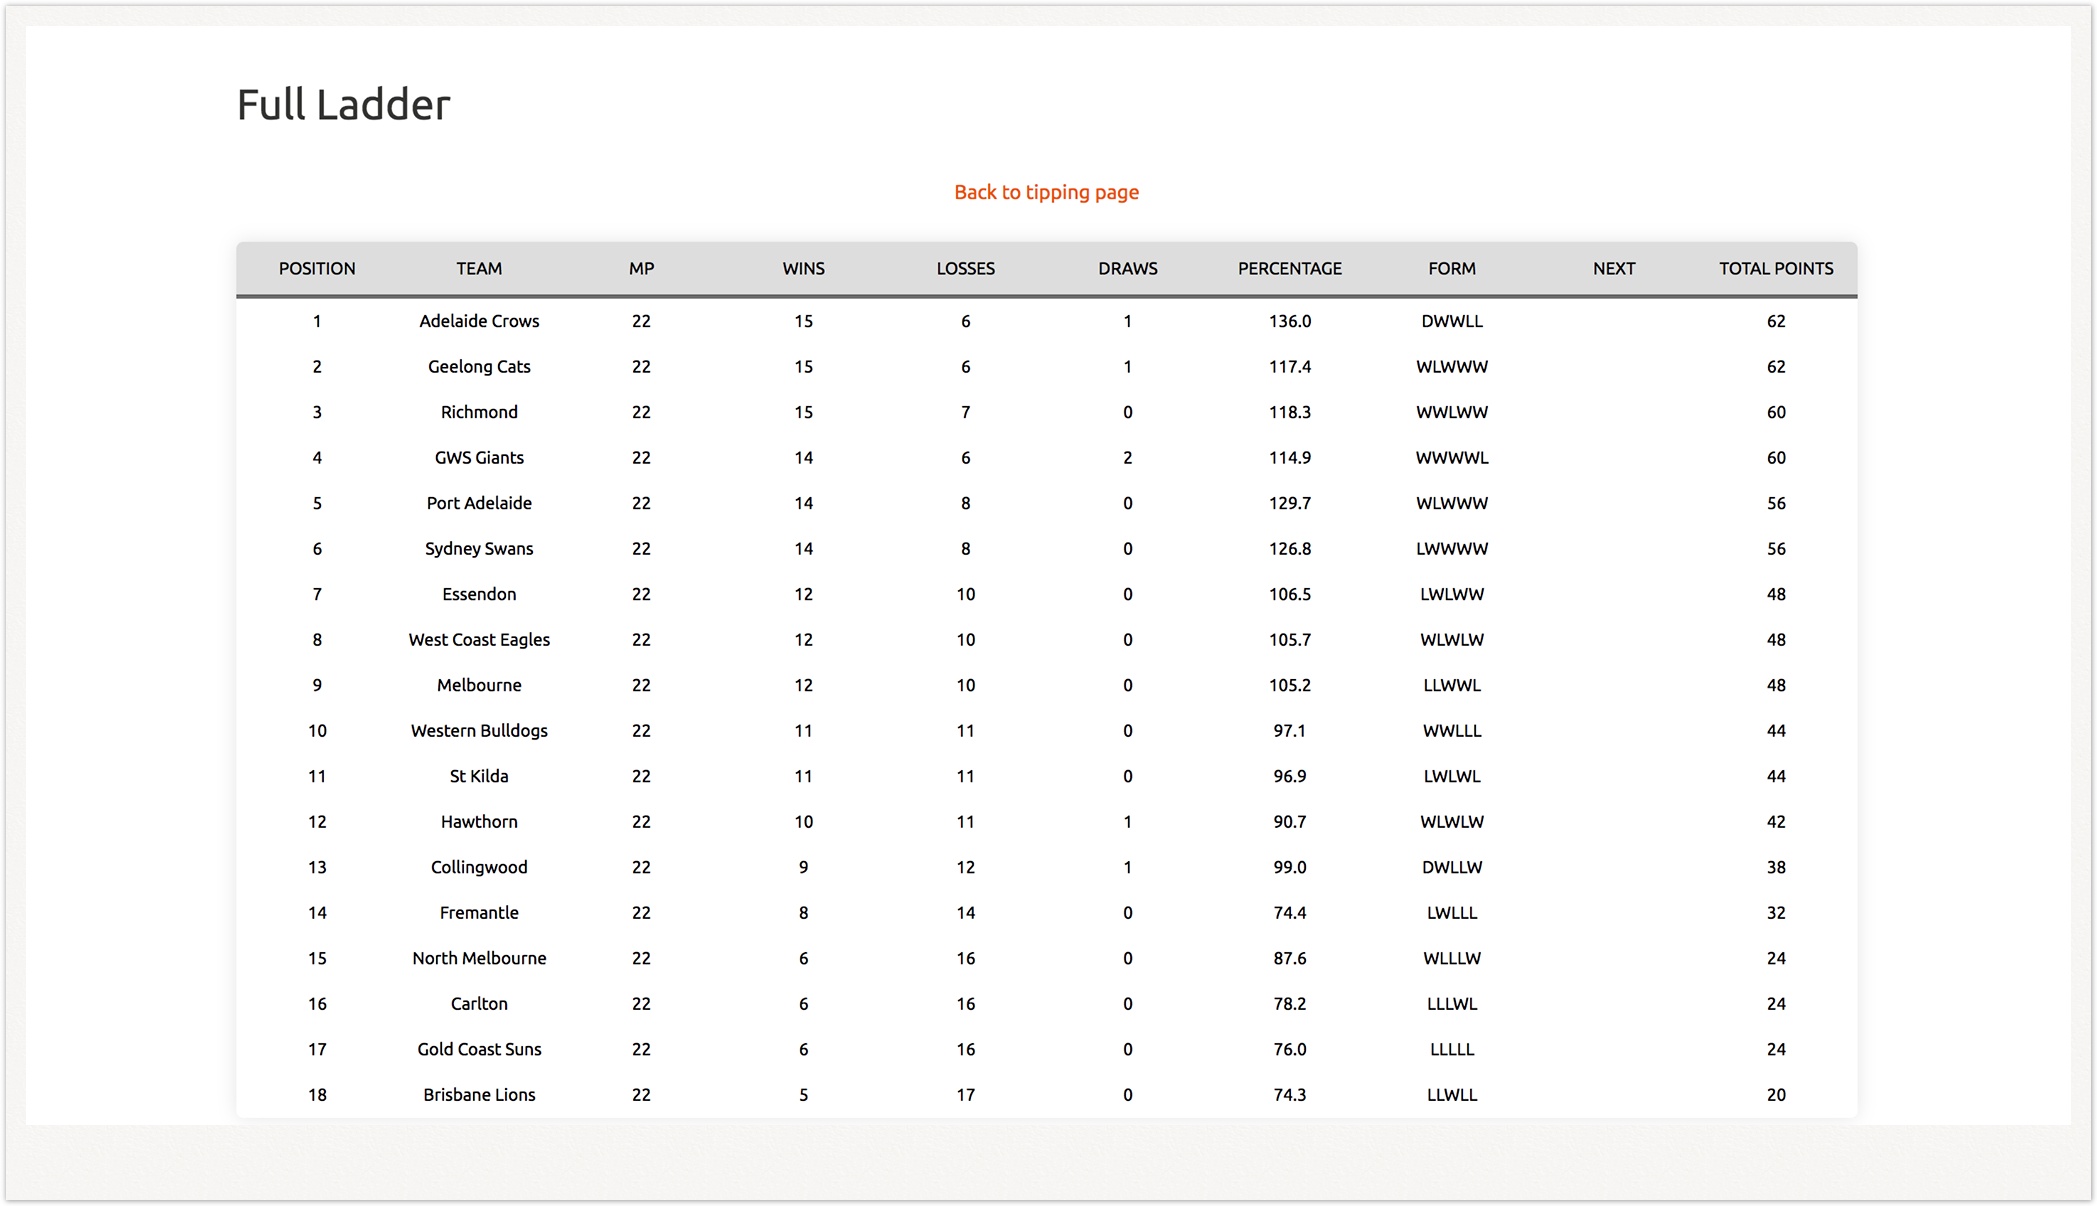 Full Ladder
Back to tipping page
POSITION TEAM MP WINS LOSSES DRAWS PERCENTAGE FORM NEXT TOTAL POINTS
1 Adelaide Crows 22 15 6 1 136.0 DWWLL 62
2 Geelong Cats 22 15 6 1 117.4 WLWWW 62
3 Richmond 22 15 7 0 118.3 WWLWW 60
4 GWS Giants 22 14 6 2 114.9 WWWWL 60
5 Port Adelaide 22 14 8 0 129.7 WLWWW 56
6 Sydney Swans 22 14 8 0 126.8 LWWWW 56
7 Essendon 22 12 10 0 106.5 LWLWW 48
8 West Coast Eagles 22 12 10 0 105.7 WLWLW 48
9 Melbourne 22 12 10 0 105.2 LLWWL 48
10 Western Bulldogs 22 11 11 0 97.1 WWLLL 44
11 St Kilda 22 11 11 0 96.9 LWLWL 44
12 Hawthorn 22 10 11 1 90.7 WLWLW 42
13 Collingwood 22 9 12 1 99.0 DWLLW 38
14 Fremantle 22 8 14 0 74.4 LWLLL 32
15 North Melbourne 22 6 16 0 87.6 WLLLW 24
16 Carlton 22 6 16 0 78.2 LLLWL 24
17 Gold Coast Suns 22 6 16 0 76.0 LLLLL 24
18 Brisbane Lions 22 5 17 0 74.3 LLWLL 20